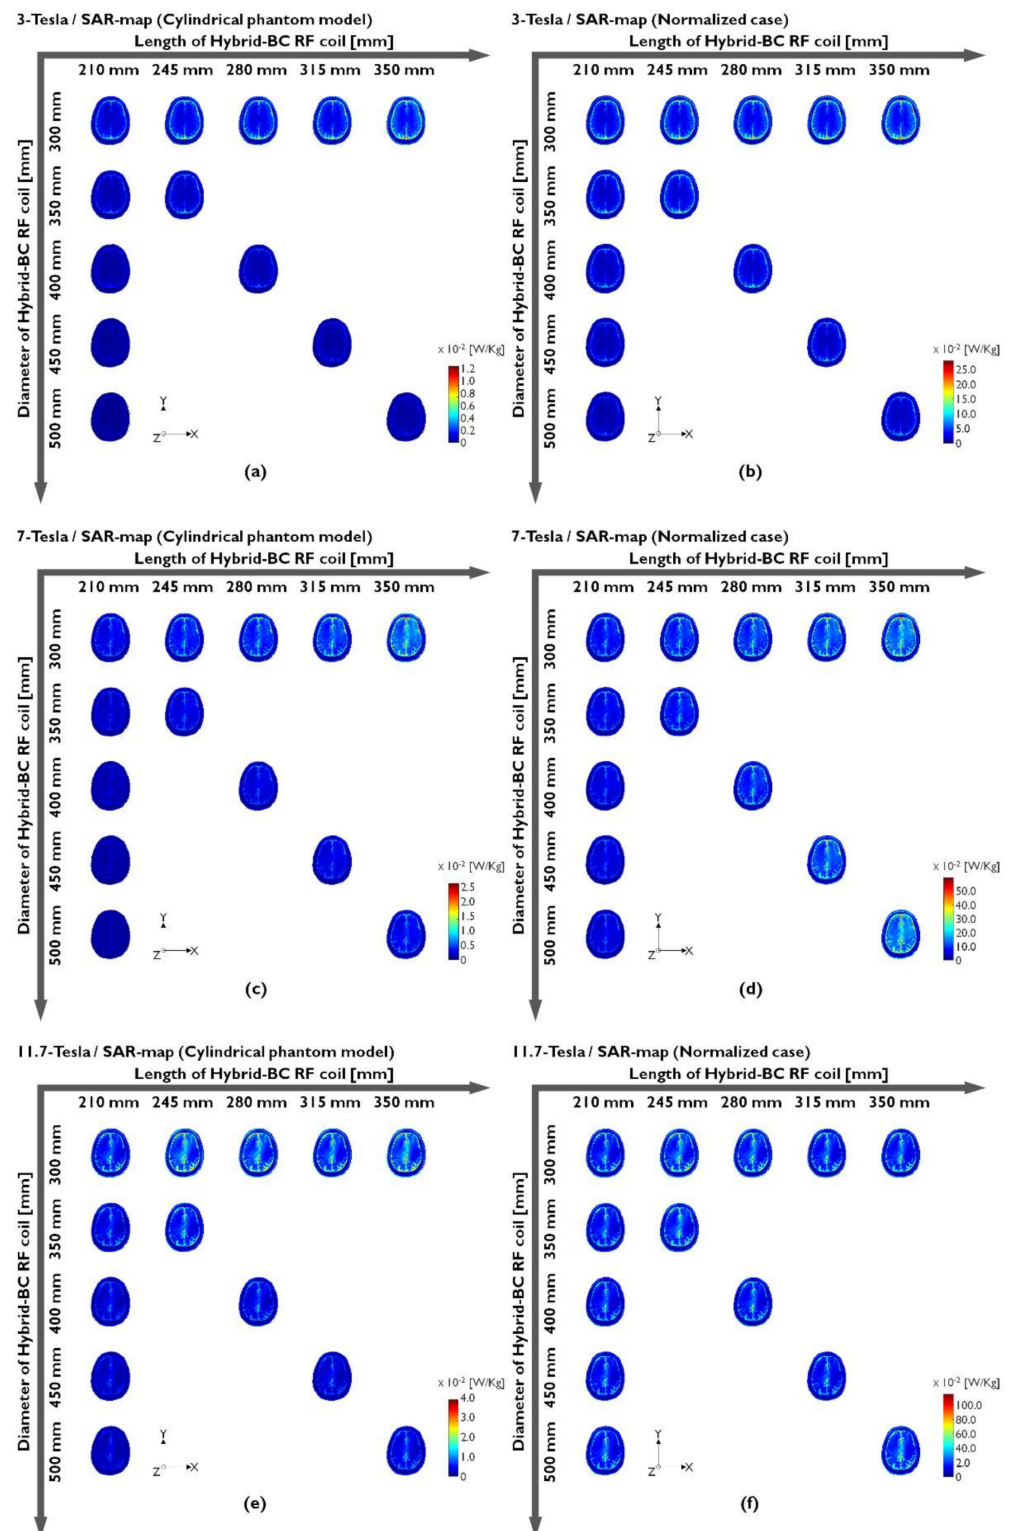 3-Tesla / SAR-map (Cylindrical phantom model)
Length of Hybrid-BC RF coil [mm]
210 mm 245 mm 280 mm 315 mm 350 mm
Diameter of Hybrid-BC RF coil [mm]
300 mm
350 mm
400 mm
450 mm
500 mm
x 10⁻² [W/Kg]
1.2
1.0
0.8
0.6
0.4
0.2
0
Y
Z X
(a)
3-Tesla / SAR-map (Normalized case)
Length of Hybrid-BC RF coil [mm]
210 mm 245 mm 280 mm 315 mm 350 mm
Diameter of Hybrid-BC RF coil [mm]
300 mm
350 mm
400 mm
450 mm
500 mm
x 10⁻² [W/Kg]
25.0
20.0
15.0
10.0
5.0
0
Y
Z X
(b)
7-Tesla / SAR-map (Cylindrical phantom model)
Length of Hybrid-BC RF coil [mm]
210 mm 245 mm 280 mm 315 mm 350 mm
Diameter of Hybrid-BC RF coil [mm]
300 mm
350 mm
400 mm
450 mm
500 mm
x 10⁻² [W/Kg]
2.5
2.0
1.5
1.0
0.5
0
Y
Z X
(c)
7-Tesla / SAR-map (Normalized case)
Length of Hybrid-BC RF coil [mm]
210 mm 245 mm 280 mm 315 mm 350 mm
Diameter of Hybrid-BC RF coil [mm]
300 mm
350 mm
400 mm
450 mm
500 mm
x 10⁻² [W/Kg]
50.0
40.0
30.0
20.0
10.0
0
Y
Z X
(d)
11.7-Tesla / SAR-map (Cylindrical phantom model)
Length of Hybrid-BC RF coil [mm]
210 mm 245 mm 280 mm 315 mm 350 mm
Diameter of Hybrid-BC RF coil [mm]
300 mm
350 mm
400 mm
450 mm
500 mm
x 10⁻² [W/Kg]
4.0
3.0
2.0
1.0
0
Y
Z X
(e)
11.7-Tesla / SAR-map (Normalized case)
Length of Hybrid-BC RF coil [mm]
210 mm 245 mm 280 mm 315 mm 350 mm
Diameter of Hybrid-BC RF coil [mm]
300 mm
350 mm
400 mm
450 mm
500 mm
x 10⁻² [W/Kg]
100.0
80.0
60.0
40.0
20.0
0
Y
Z X
(f)